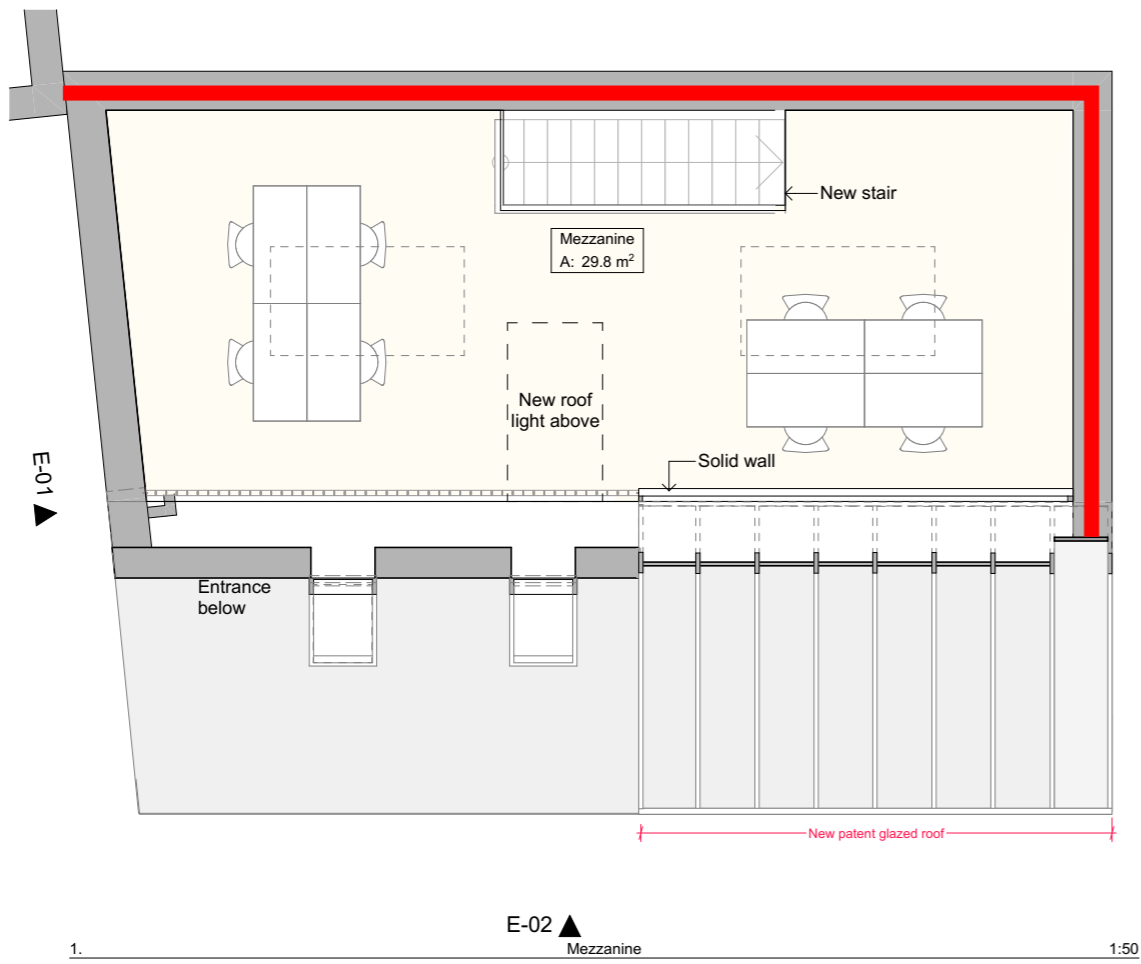 New stair
Mezzanine
A: 29.8 m²
New roof
light above
Solid wall
E-01
Entrance
below
New patent glazed roof
E-02
1. Mezzanine 1:50